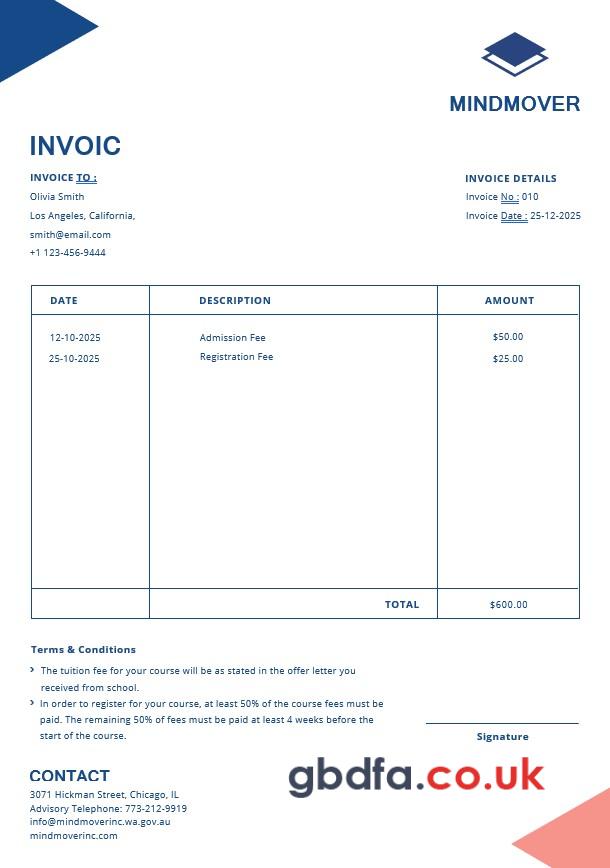 MINDMOVER
INVOIC
INVOICE TO :
Olivia Smith
Los Angeles, California,
smith@email.com
+1 123-456-9444
INVOICE DETAILS
Invoice No : 010
Invoice Date : 25-12-2025
DATE DESCRIPTION AMOUNT
12-10-2025 Admission Fee $50.00
25-10-2025 Registration Fee $25.00
TOTAL $600.00
Terms & Conditions
› The tuition fee for your course will be as stated in the offer letter you
received from school.
› In order to register for your course, at least 50% of the course fees must be
paid. The remaining 50% of fees must be paid at least 4 weeks before the
start of the course.
Signature
CONTACT
3071 Hickman Street, Chicago, IL
Advisory Telephone: 773-212-9919
info@mindmoverinc.wa.gov.au
mindmoverinc.com
gbdfa.co.uk